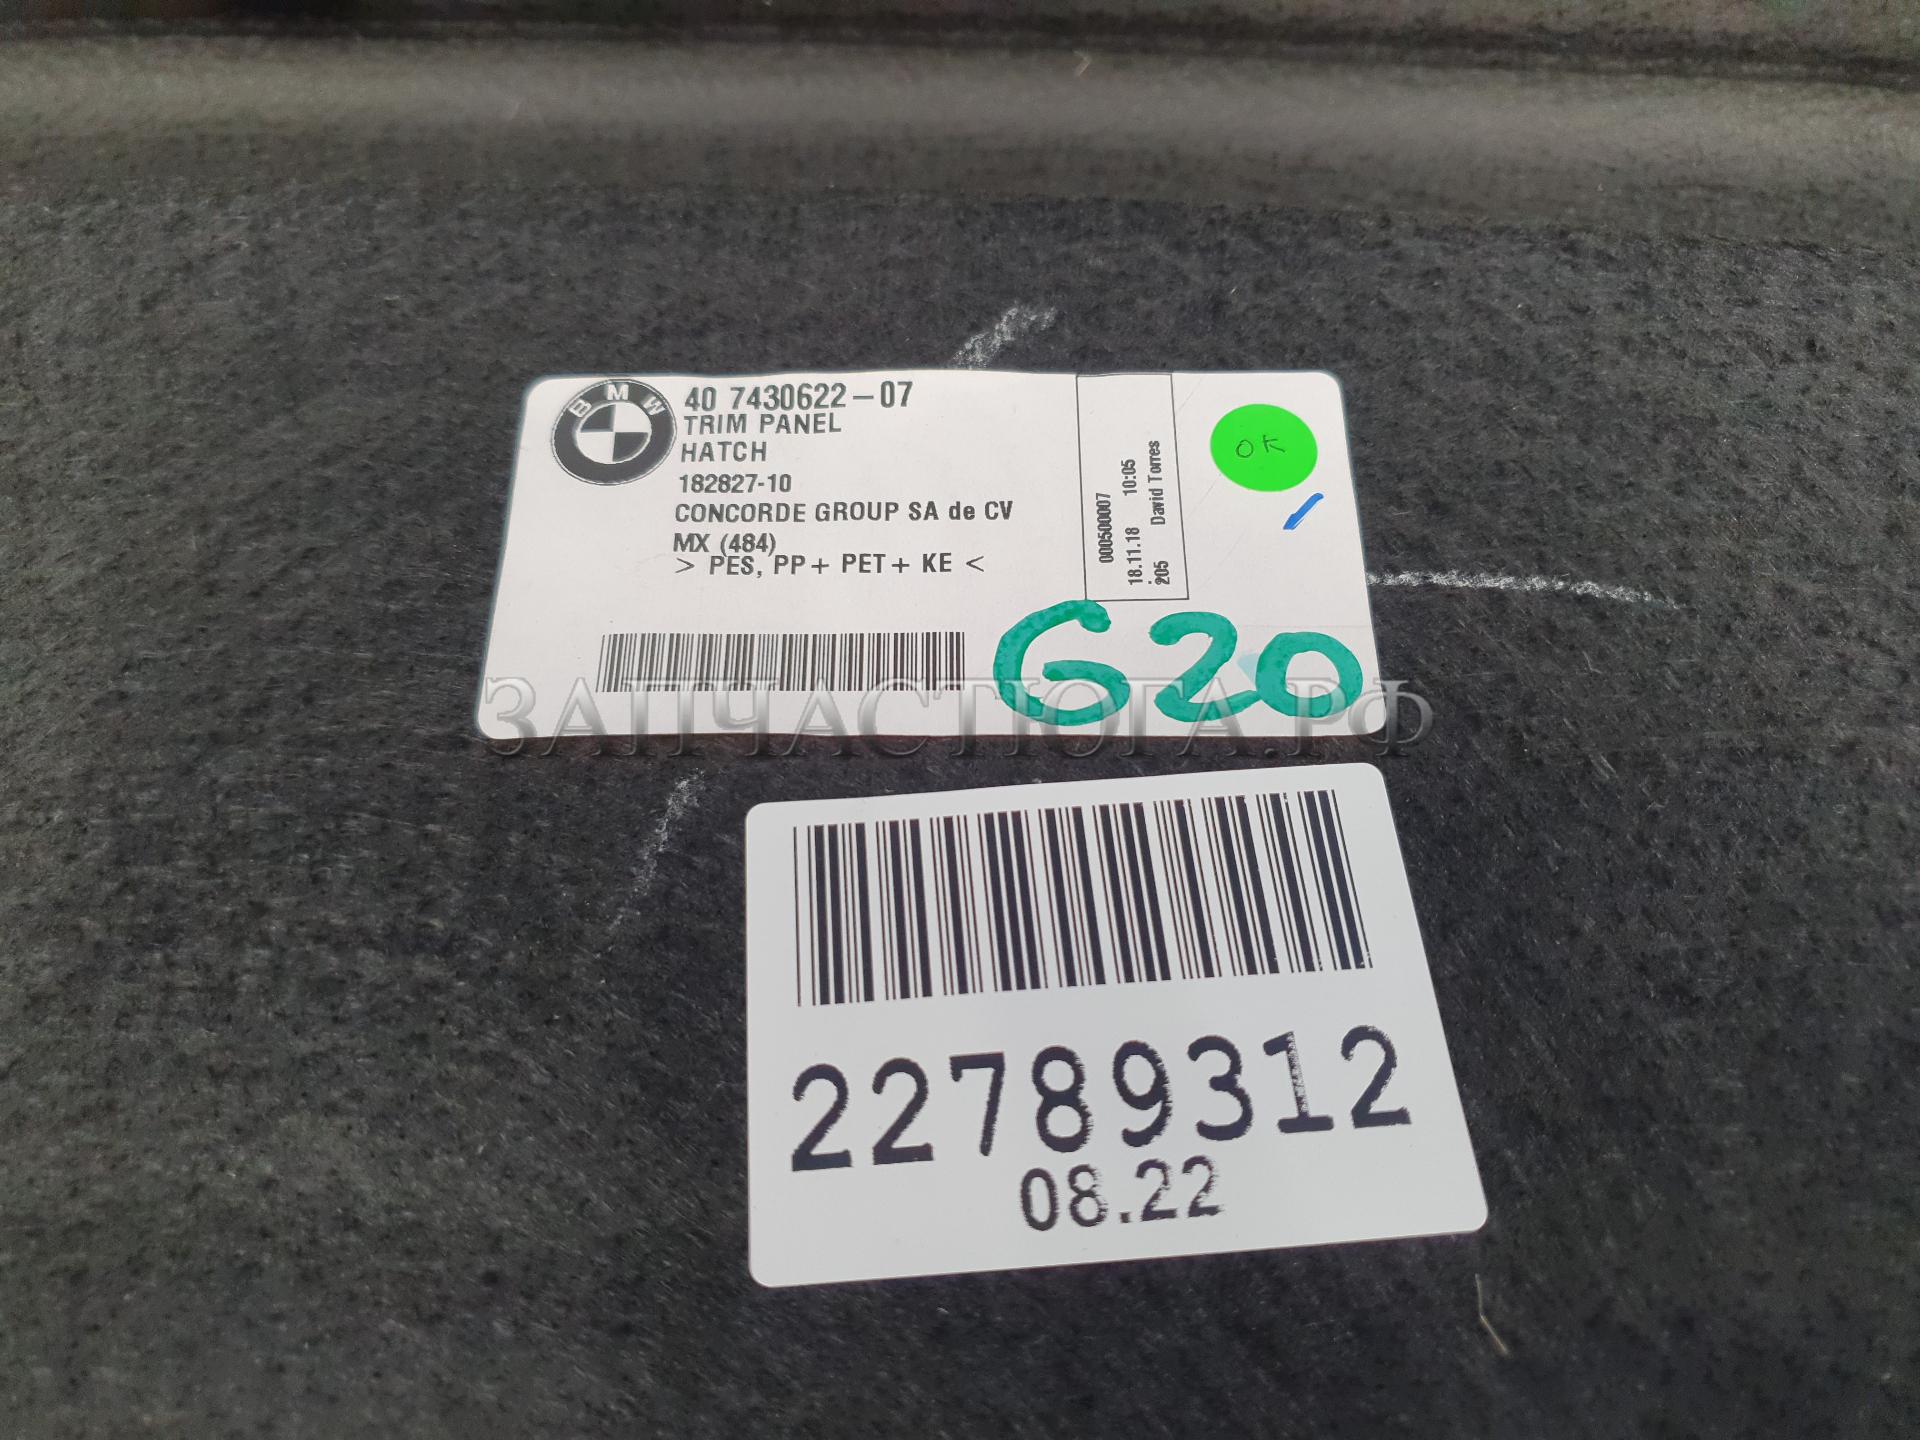 BMW
40 7430622-07
TRIM PANEL
HATCH
182827-10
CONCORDE GROUP SA de CV
MX (484)
> PES, PP+ PET+ KE <
000500007
18.11.18 10:05
205 David Torres
OK
G20
ЗАПЧАСТЮГА.РФ
22789312
08.22